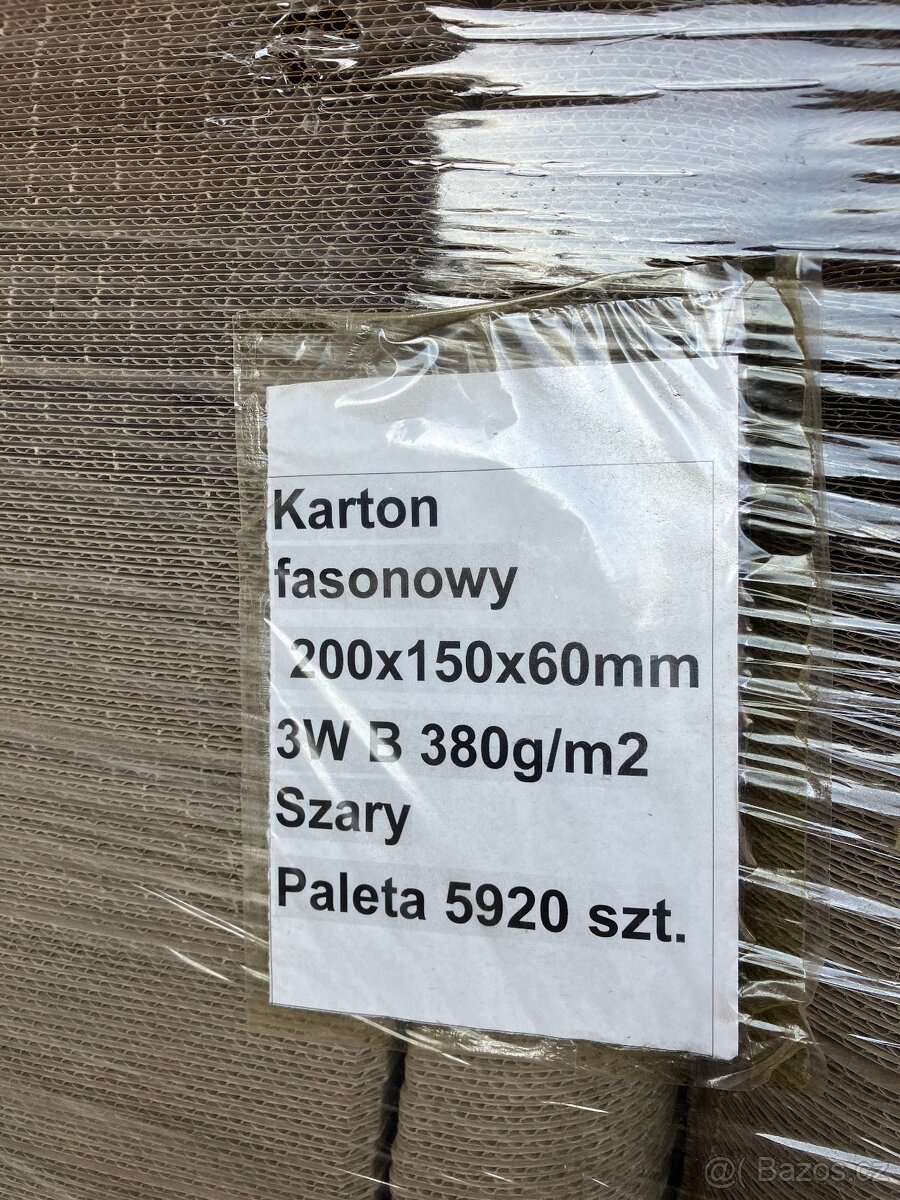 Karton
fasonowy
200x150x60mm
3W B 380g/m2
Szary
Paleta 5920 szt.
@( Bazos.cz